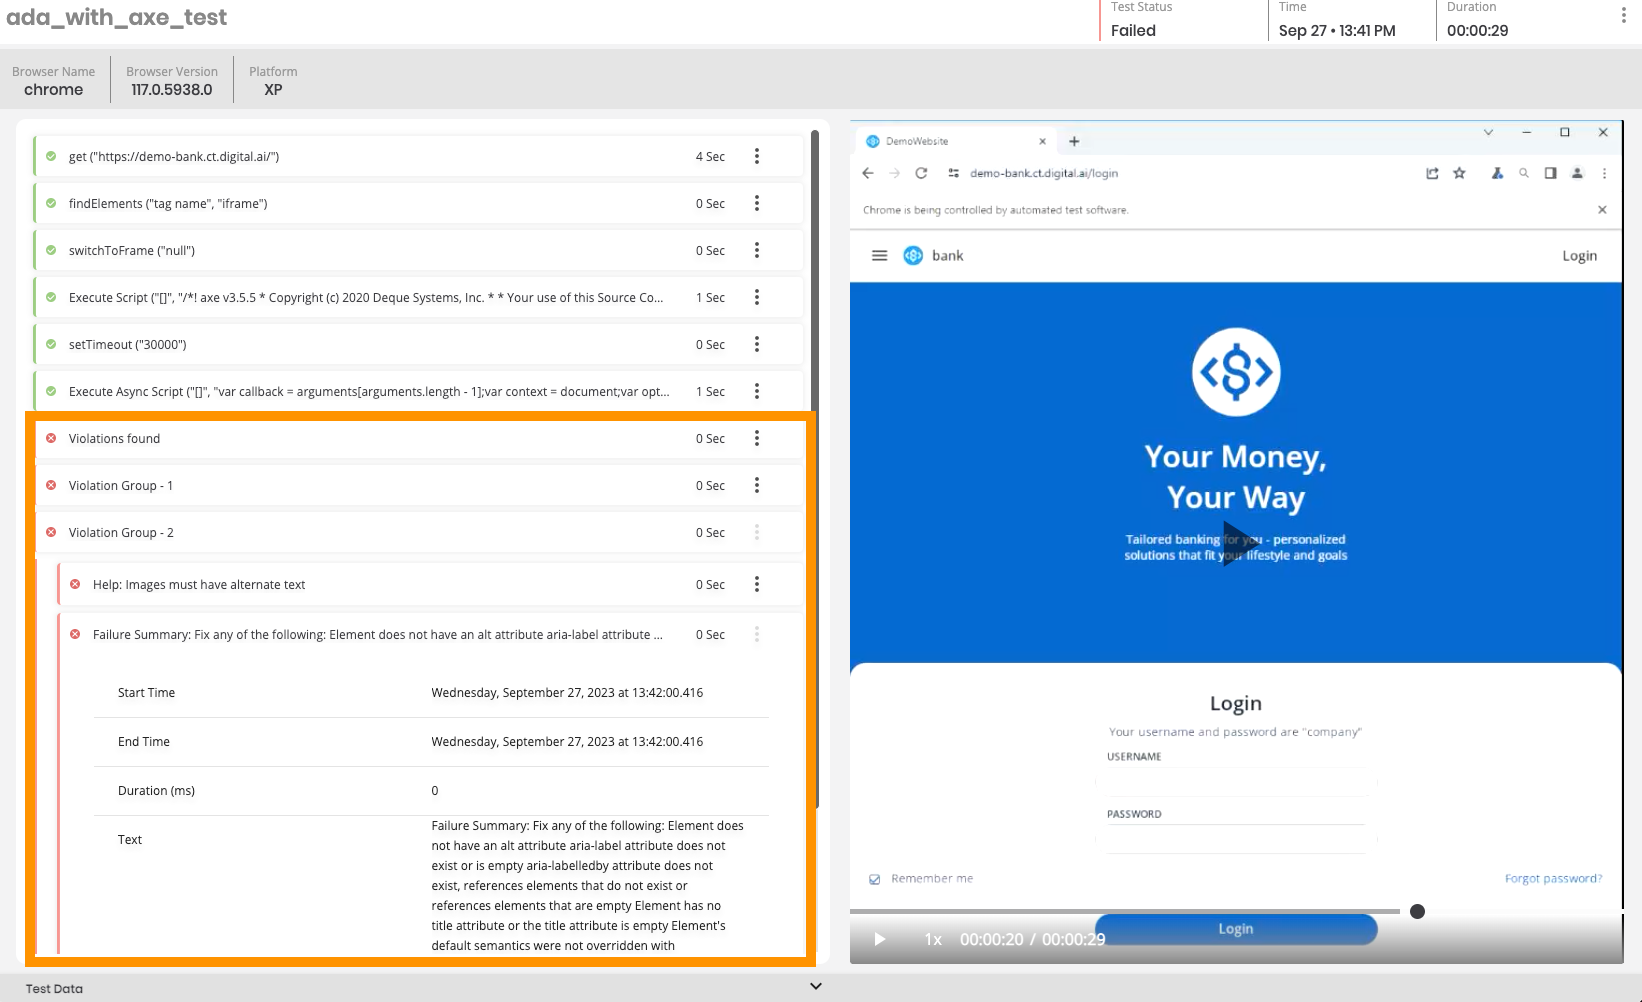 ada_with_axe_test
Test Status
Failed
Time
Sep 27 • 13:41 PM
Duration
00:00:29
Browser Name
chrome
Browser Version
117.0.5938.0
Platform
XP
get ("https://demo-bank.ct.digital.ai/") 4 Sec
findElements ("tag name", "iframe") 0 Sec
switchToFrame ("null") 0 Sec
Execute Script ("[]", "/*! axe v3.5.5 * Copyright (c) 2020 Deque Systems, Inc. * * Your use of this Source Co... 1 Sec
setTimeout ("30000") 0 Sec
Execute Async Script ("[]", "var callback = arguments[arguments.length - 1];var context = document;var opt... 1 Sec
Violations found 0 Sec
Violation Group - 1 0 Sec
Violation Group - 2 0 Sec
Help: Images must have alternate text 0 Sec
Failure Summary: Fix any of the following: Element does not have an alt attribute aria-label attribute ... 0 Sec
Start Time Wednesday, September 27, 2023 at 13:42:00.416
End Time Wednesday, September 27, 2023 at 13:42:00.416
Duration (ms) 0
Text
Failure Summary: Fix any of the following: Element does
not have an alt attribute aria-label attribute does not
exist or is empty aria-labelledby attribute does not
exist, references elements that do not exist or
references elements that are empty Element has no
title attribute or the title attribute is empty Element's
default semantics were not overridden with
Test Data
DemoWebsite
demo-bank.ct.digital.ai/login
Chrome is being controlled by automated test software.
bank
Login
Your Money,
Your Way
Tailored banking for you - personalized
solutions that fit your lifestyle and goals
Login
Your username and password are "company"
USERNAME
PASSWORD
Remember me
Forgot password?
Login
1x 00:00:20 / 00:00:29